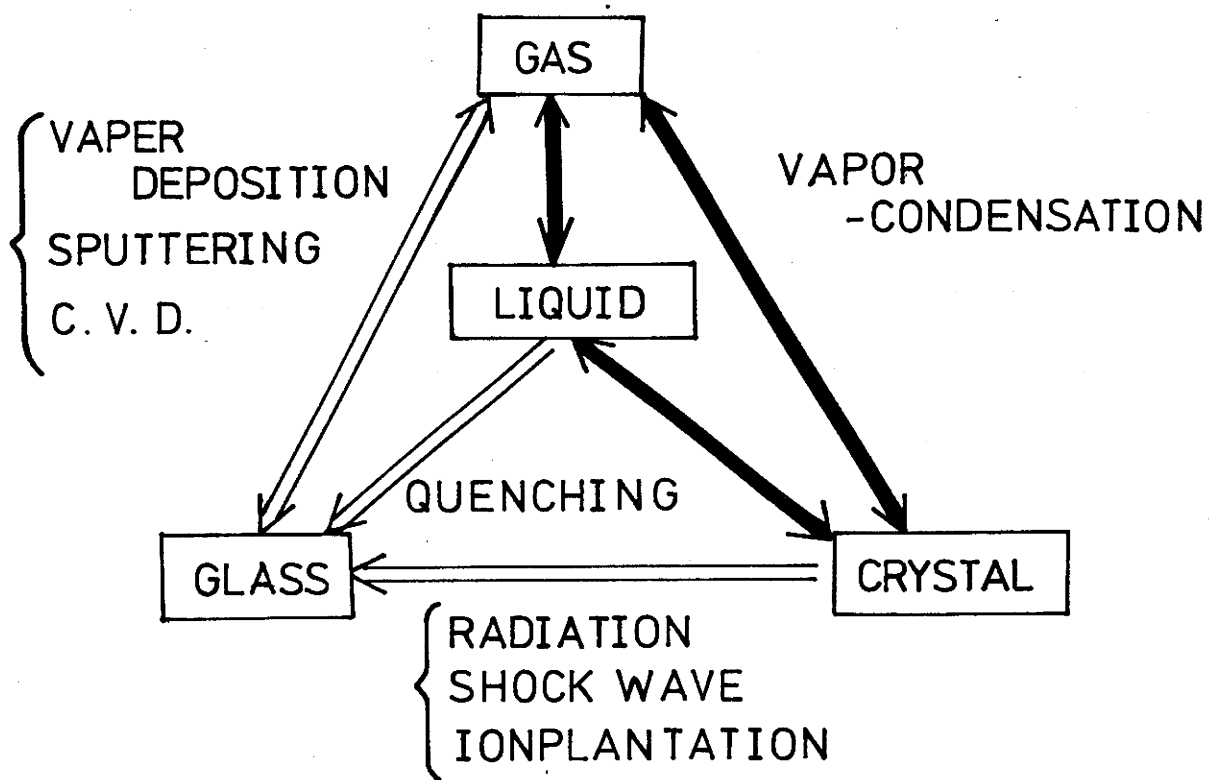 GAS
VAPER
DEPOSITION
SPUTTERING
C. V. D.
VAPOR
-CONDENSATION
LIQUID
QUENCHING
GLASS
CRYSTAL
RADIATION
SHOCK WAVE
IONPLANTATION